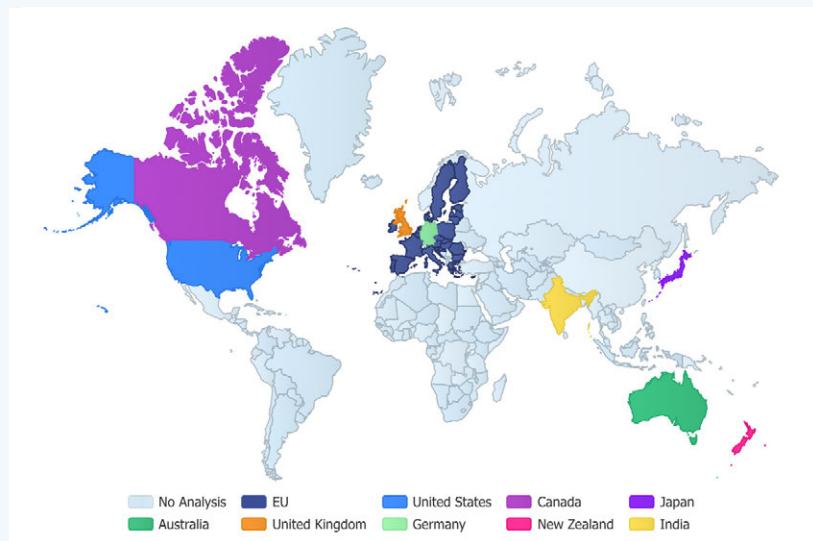 No Analysis EU United States Canada Japan
Australia United Kingdom Germany New Zealand India